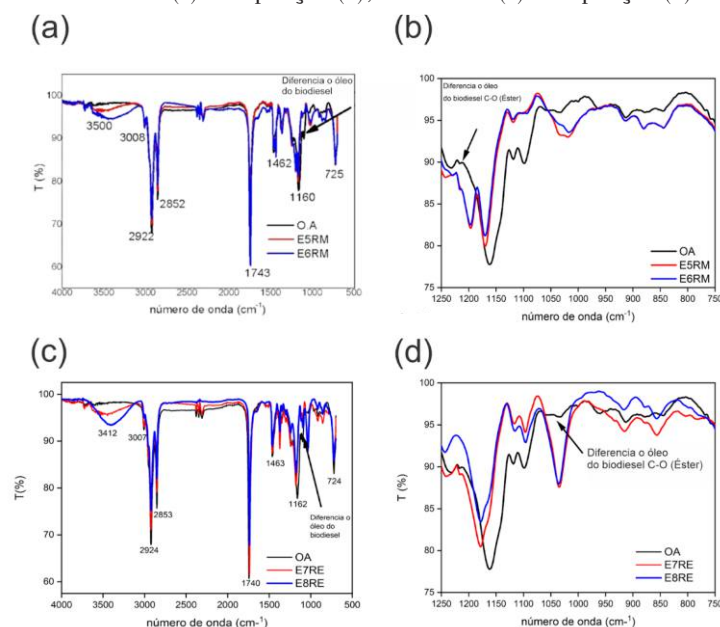 (a)
Diferencia o óleo
do biodiesel
3500
3008
2922
2852
1743
1462
1160
725
O.A
E5RM
E6RM
T (%)
100
90
80
70
60
4000
3500
3000
2500
2000
1500
1000
500
número de onda (cm-1)
(b)
Diferencia o óleo
do biodiesel C-O (Éster)
OA
E5RM
E6RM
T (%)
100
95
90
85
80
75
1250
1200
1150
1100
1050
1000
950
900
850
800
750
número de onda (cm-1)
(c)
3412
3007
2924
2853
1740
1463
1162
724
Diferencia o
óleo do
biodiesel
OA
E7RE
E8RE
T(%)
100
90
80
70
60
4000
3500
3000
2500
2000
1500
1000
500
número de onda (cm-1)
(d)
Diferencia o óleo
do biodiesel C-O (Éster)
OA
E7RE
E8RE
T (%)
100
95
90
85
80
75
1250
1200
1150
1100
1050
1000
950
900
850
800
750
número de onda (cm-1)